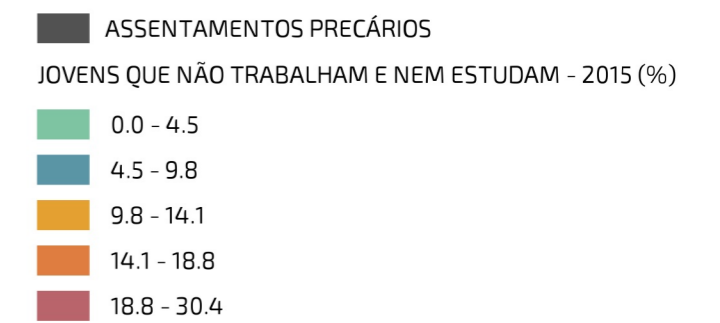 ASSENTAMENTOS PRECÁRIOS
JOVENS QUE NÃO TRABALHAM E NEM ESTUDAM - 2015 (%)
0.0 - 4.5
4.5 - 9.8
9.8 - 14.1
14.1 - 18.8
18.8 - 30.4